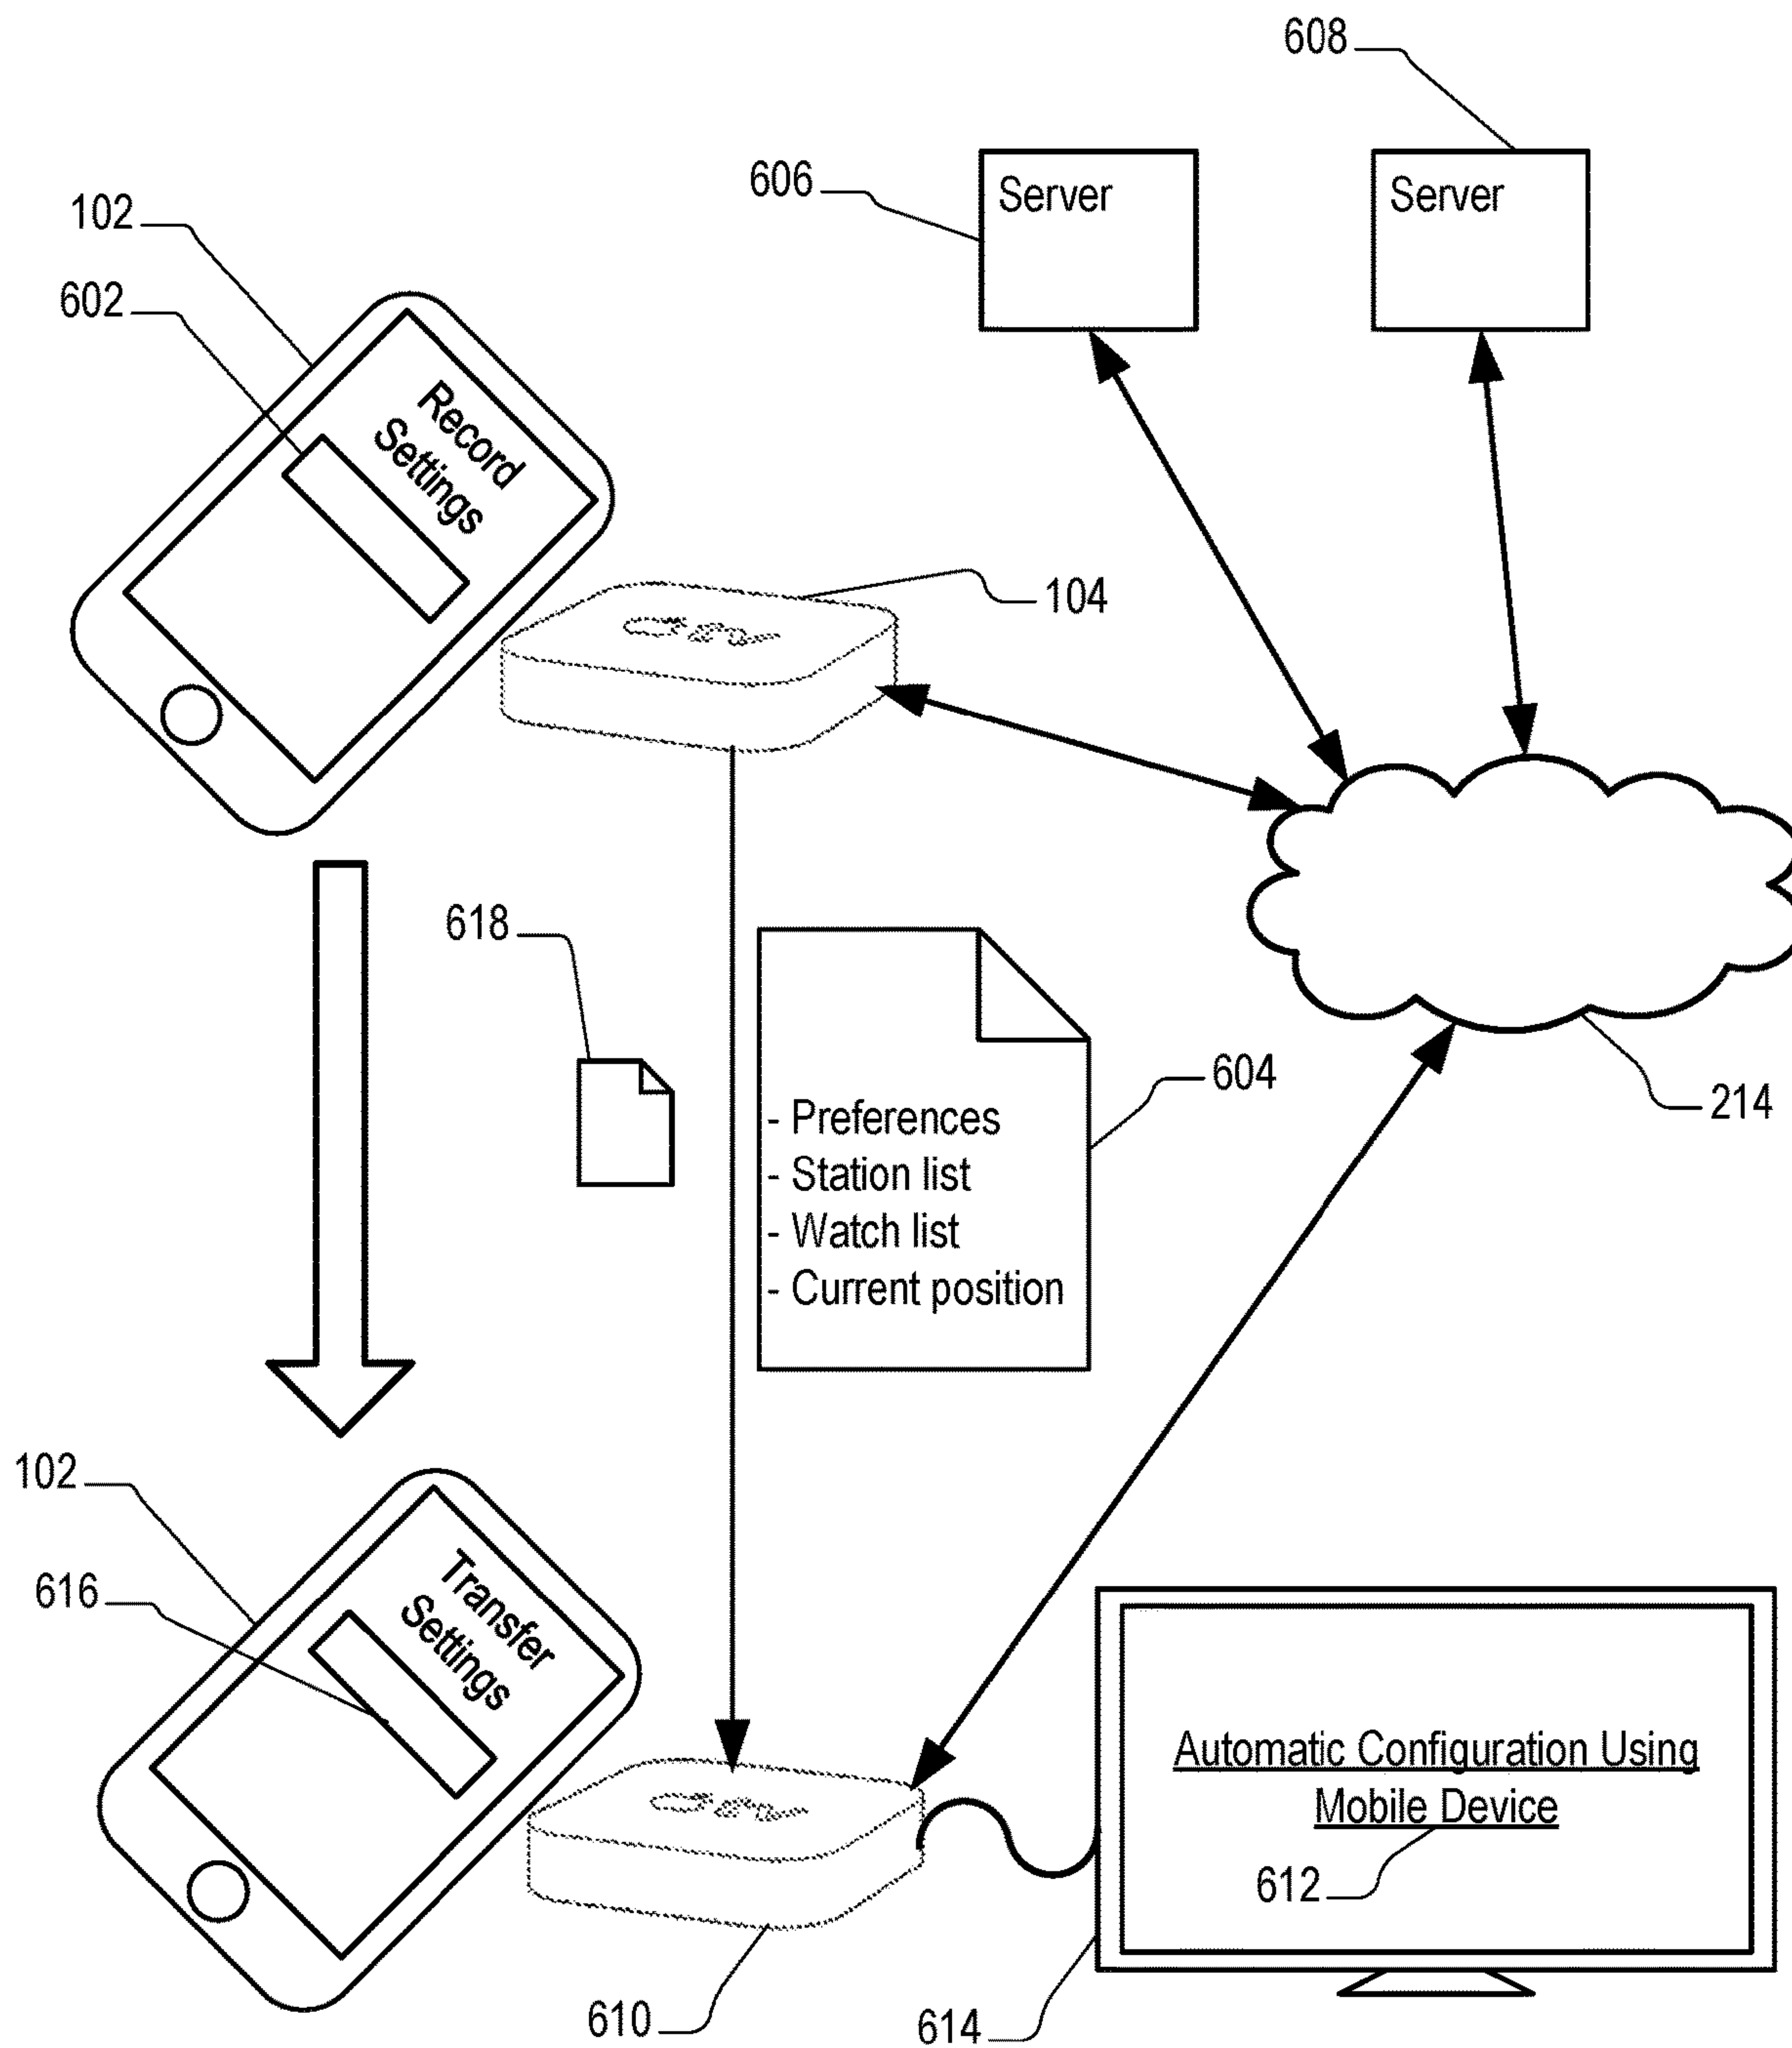 608
606
Server
Server
102
602
Record
Settings
104
618
604
214
- Preferences
- Station list
- Watch list
- Current position
102
616
Transfer
Settings
Automatic Configuration Using
Mobile Device
612
610
614